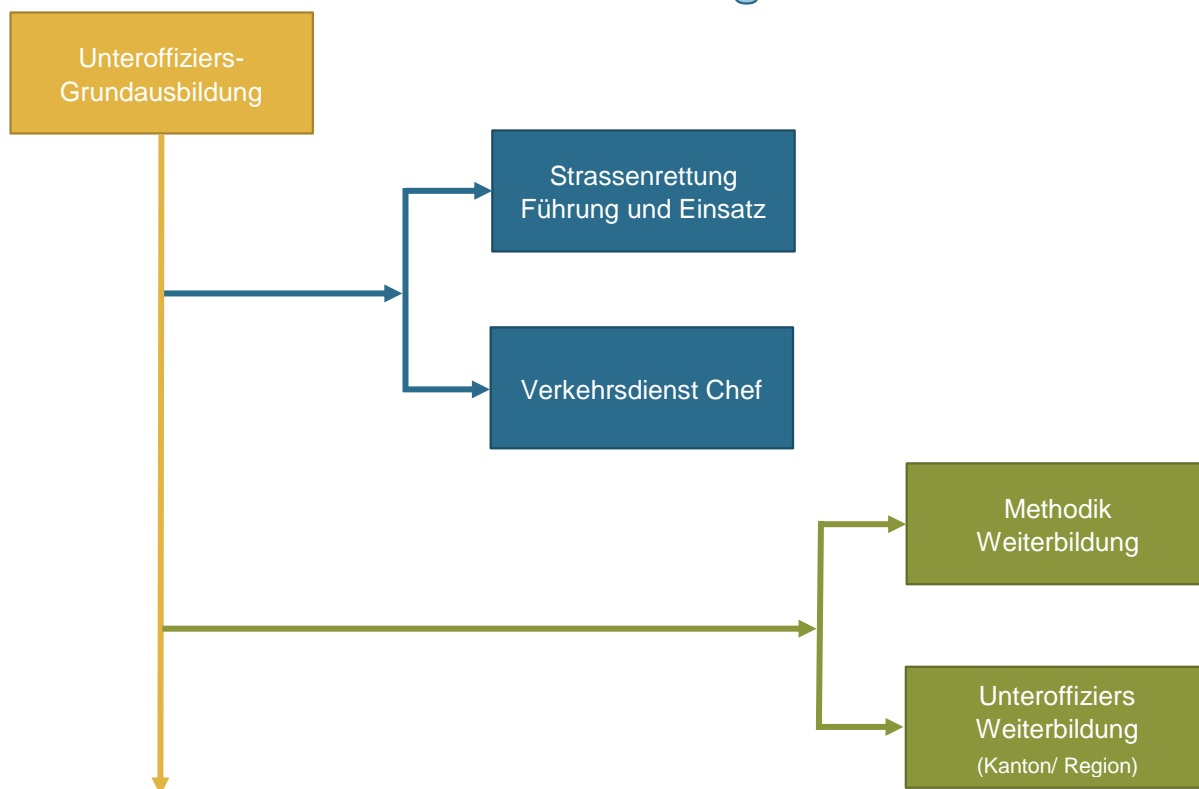 Unteroffiziers-
Grundausbildung
Strassenrettung
Führung und Einsatz
Verkehrsdienst Chef
Methodik
Weiterbildung
Unteroffiziers
Weiterbildung
(Kanton/ Region)